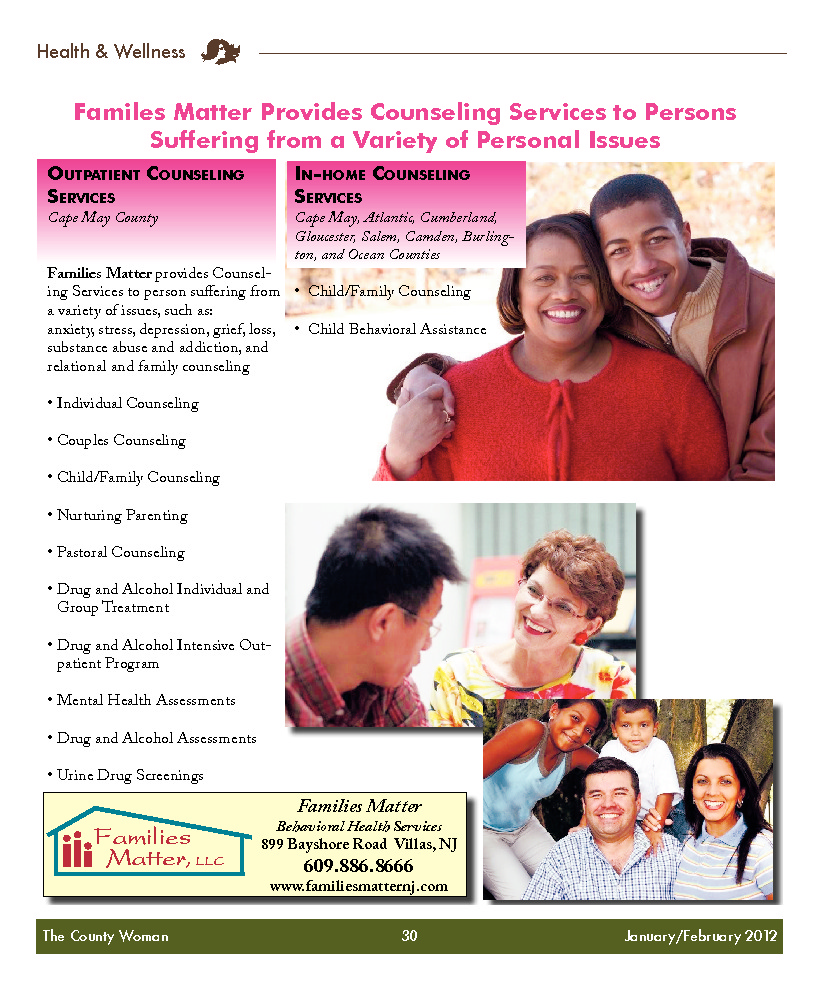 Health & Wellness
Familes Matter Provides Counseling Services to Persons
Suffering from a Variety of Personal Issues
Outpatient Counseling
Services
Cape May County
Families Matter provides Counsel-
ing Services to person suffering from
a variety of issues, such as:
anxiety, stress, depression, grief, loss,
substance abuse and addiction, and
relational and family counseling
• Individual Counseling
• Couples Counseling
• Child/Family Counseling
• Nurturing Parenting
• Pastoral Counseling
• Drug and Alcohol Individual and
Group Treatment
• Drug and Alcohol Intensive Out-
patient Program
• Mental Health Assessments
• Drug and Alcohol Assessments
• Urine Drug Screenings
In-home Counseling
Services
Cape May, Atlantic, Cumberland,
Gloucester, Salem, Camden, Burling-
ton, and Ocean Counties
• Child/Family Counseling
• Child Behavioral Assistance
Families
Matter, LLC
Families Matter
Behavioral Health Services
899 Bayshore Road Villas, NJ
609.886.8666
www.familiesmatternj.com
The County Woman 30 January/February 2012